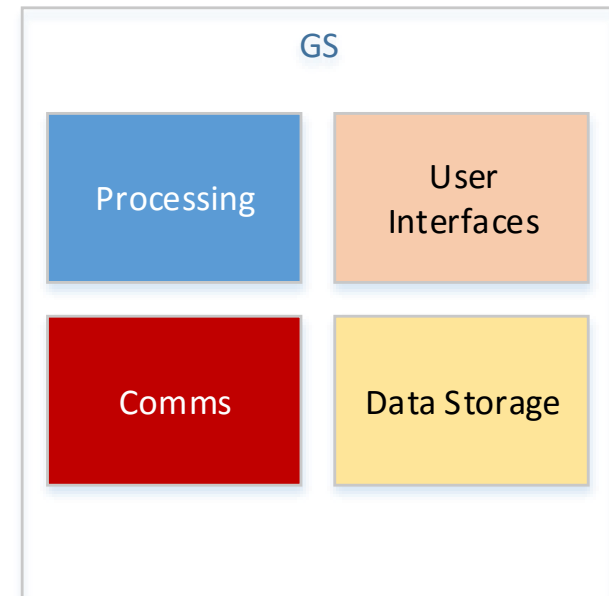 GS
Processing
User
Interfaces
Comms
Data Storage